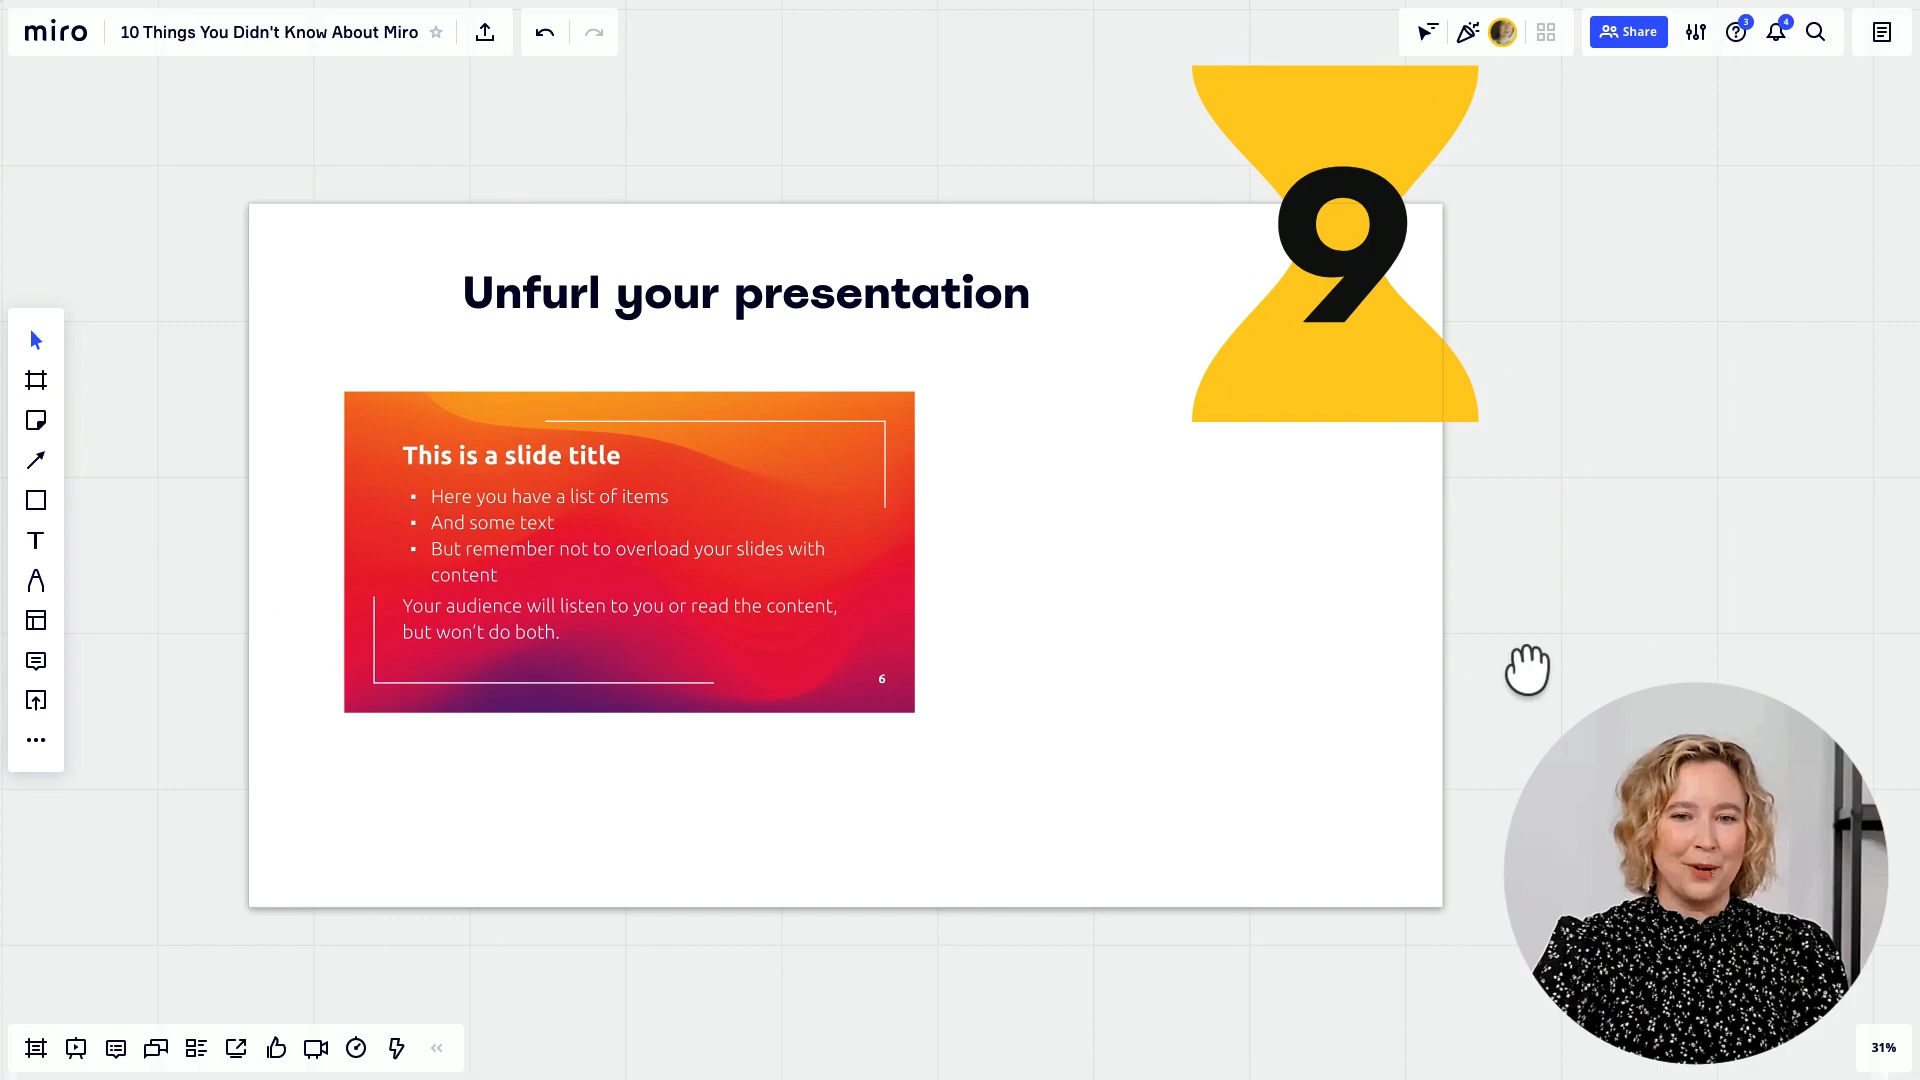 miro
10 Things You Didn't Know About Miro
Share
3
4
9
Unfurl your presentation
This is a slide title
▪ Here you have a list of items
▪ And some text
▪ But remember not to overload your slides with
content
Your audience will listen to you or read the content,
but won’t do both.
6
31%